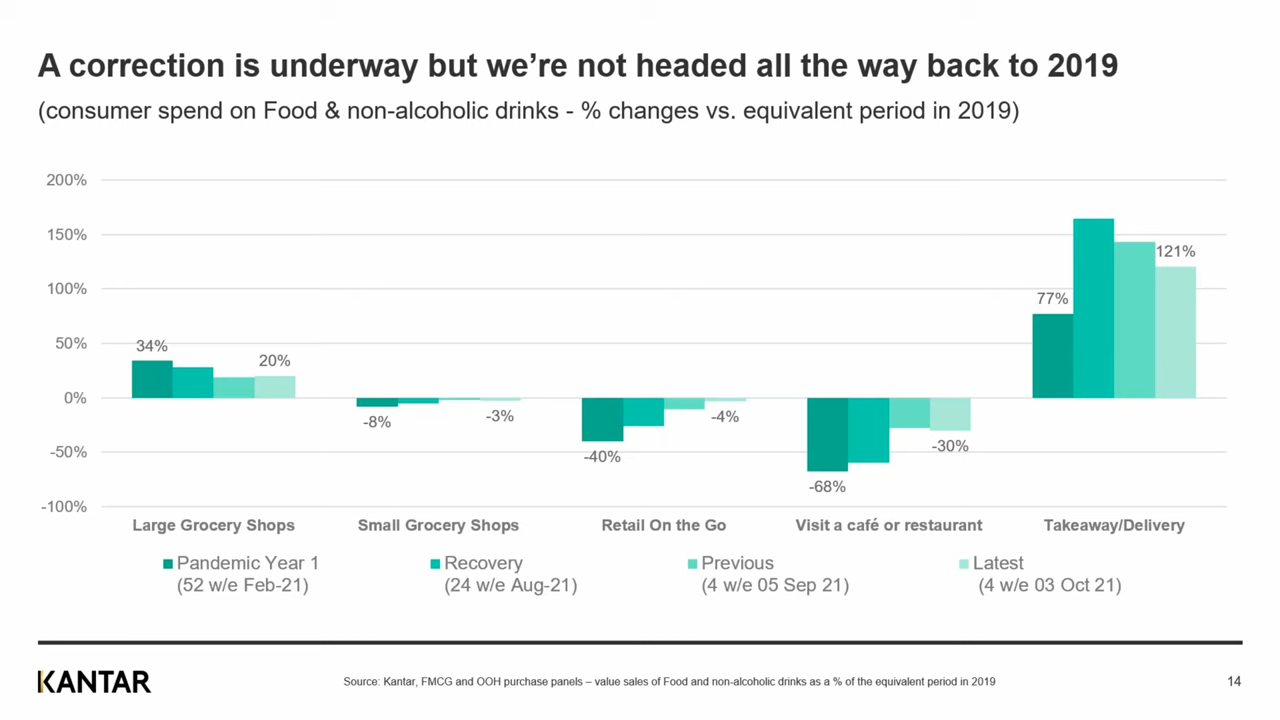 A correction is underway but we're not headed all the way back to 2019
(consumer spend on Food & non-alcoholic drinks - % changes vs. equivalent period in 2019)
200%
150%
100%
50%
0%
-50%
-100%
34%
20%
-8%
-3%
-40%
-4%
-68%
-30%
77%
121%
Large Grocery Shops
Small Grocery Shops
Retail On the Go
Visit a café or restaurant
Takeaway/Delivery
Pandemic Year 1
(52 w/e Feb-21)
Recovery
(24 w/e Aug-21)
Previous
(4 w/e 05 Sep 21)
Latest
(4 w/e 03 Oct 21)
KANTAR
Source: Kantar, FMCG and OOH purchase panels – value sales of Food and non-alcoholic drinks as a % of the equivalent period in 2019
14